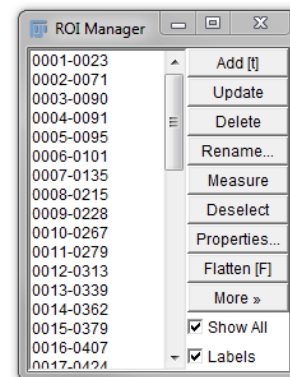 ROI Manager
0001-0023
0002-0071
0003-0090
0004-0091
0005-0095
0006-0101
0007-0135
0008-0215
0009-0228
0010-0267
0011-0279
0012-0313
0013-0339
0014-0362
0015-0379
0016-0407
0017-0424
Add [t]
Update
Delete
Rename...
Measure
Deselect
Properties...
Flatten [F]
More »
Show All
Labels